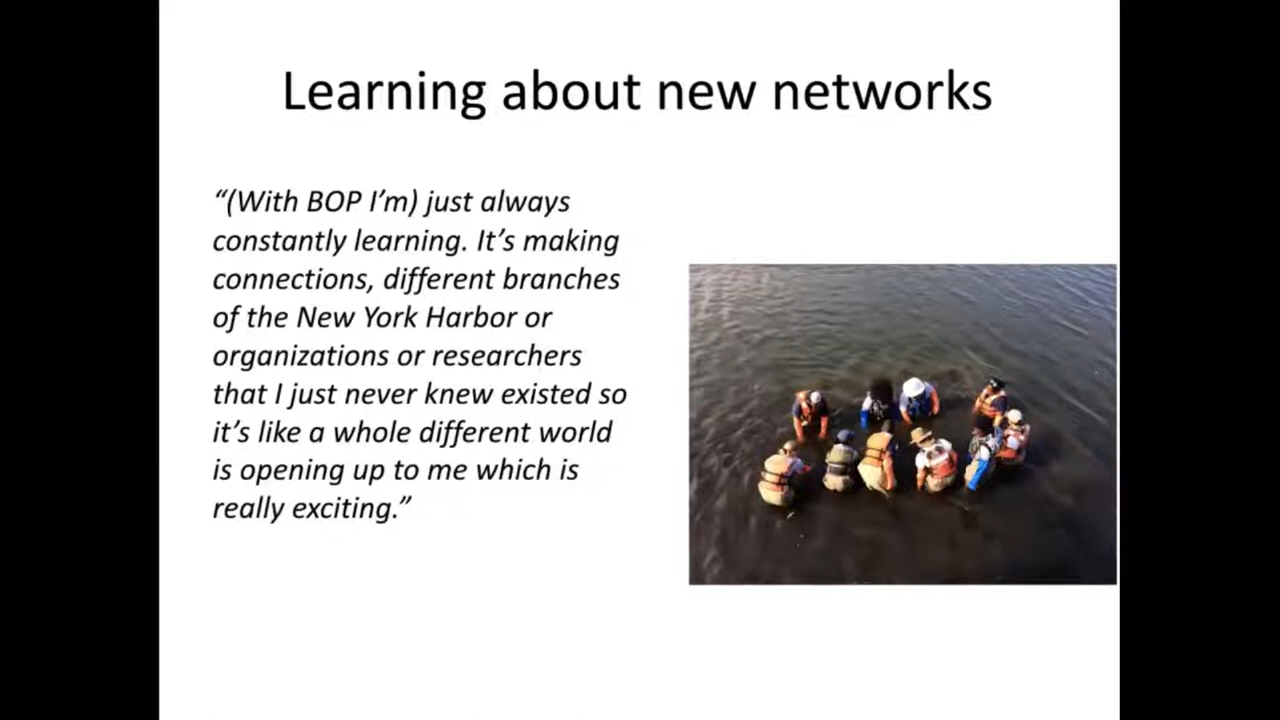 Learning about new networks
“(With BOP I’m) just always
constantly learning. It’s making
connections, different branches
of the New York Harbor or
organizations or researchers
that I just never knew existed so
it’s like a whole different world
is opening up to me which is
really exciting.”